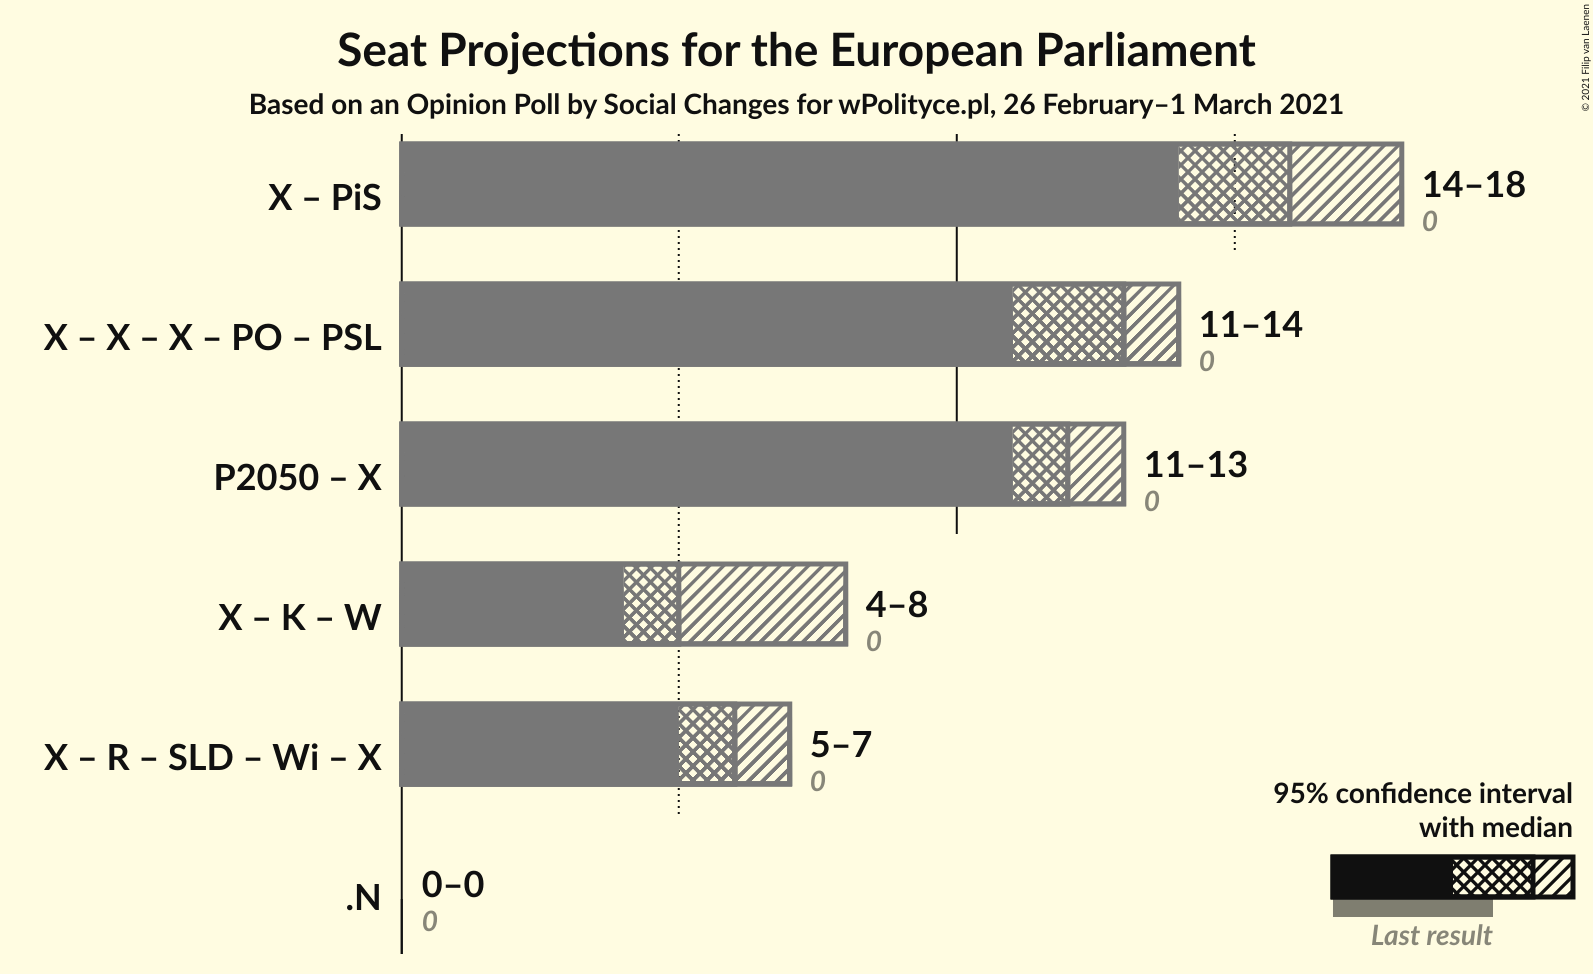 Seat Projections for the European Parliament
Based on an Opinion Poll by Social Changes for wPolityce.pl, 26 February–1 March 2021
© 2021 Filip van Laenen
X – PiS
14–18
0
X – X – X – PO – PSL
11–14
0
P2050 – X
11–13
0
X – K – W
4–8
0
X – R – SLD – Wi – X
5–7
0
.N
0–0
0
95% confidence interval
with median
Last result